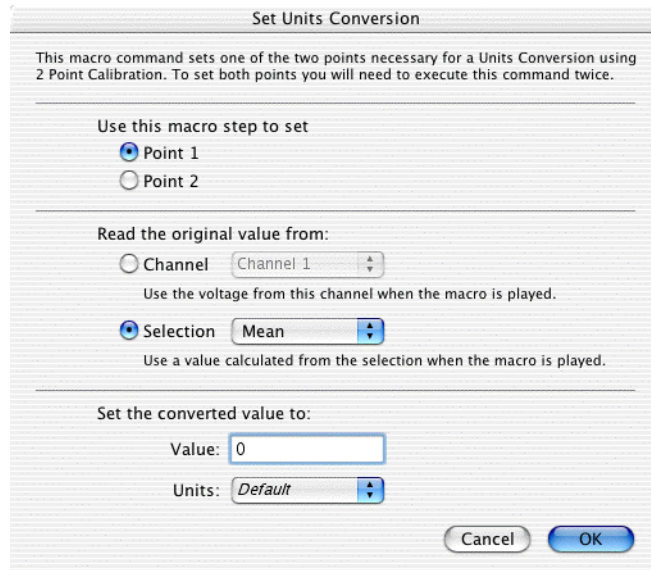 Set Units Conversion
This macro command sets one of the two points necessary for a Units Conversion using
2 Point Calibration. To set both points you will need to execute this command twice.
Use this macro step to set
Point 1
Point 2
Read the original value from:
Channel Channel 1
Use the voltage from this channel when the macro is played.
Selection Mean
Use a value calculated from the selection when the macro is played.
Set the converted value to:
Value: 0
Units: Default
Cancel OK